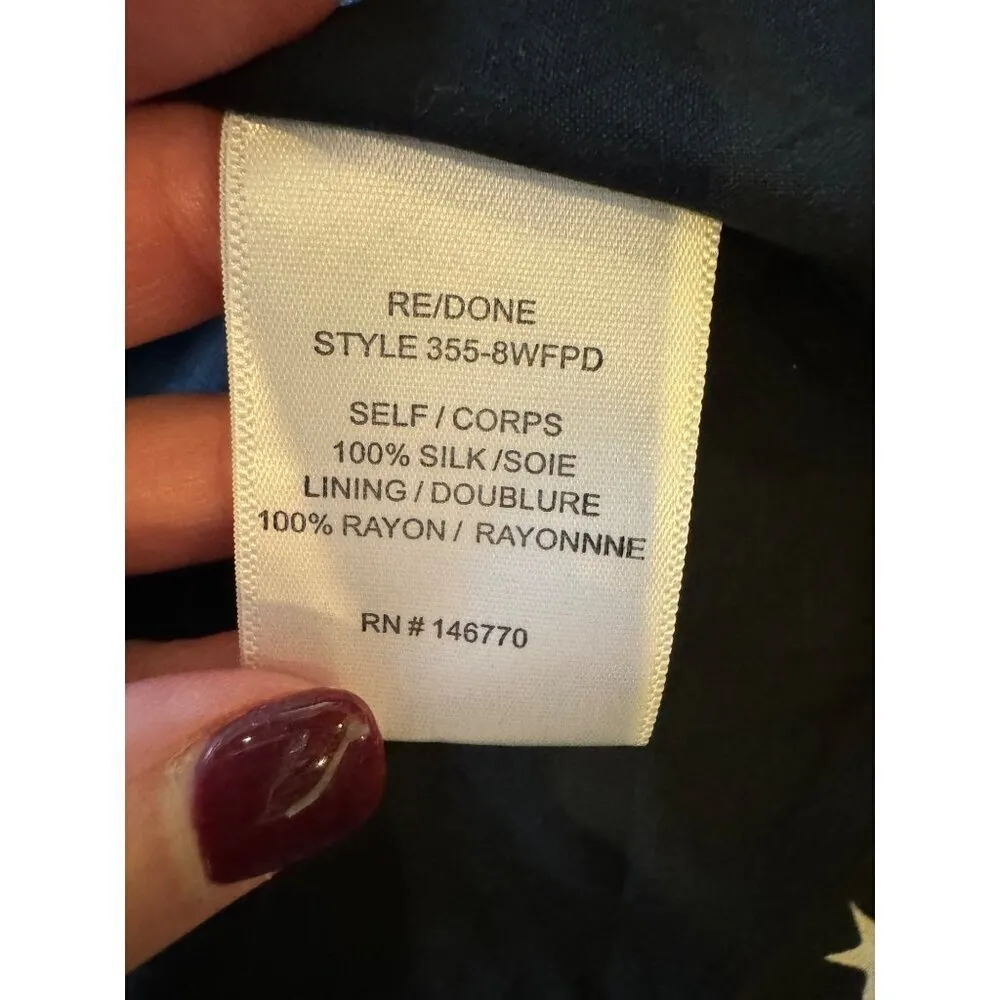 RE/DONE
STYLE 355-8WFPD
SELF / CORPS
100% SILK /SOIE
LINING / DOUBLURE
100% RAYON / RAYONNNE
RN # 146770